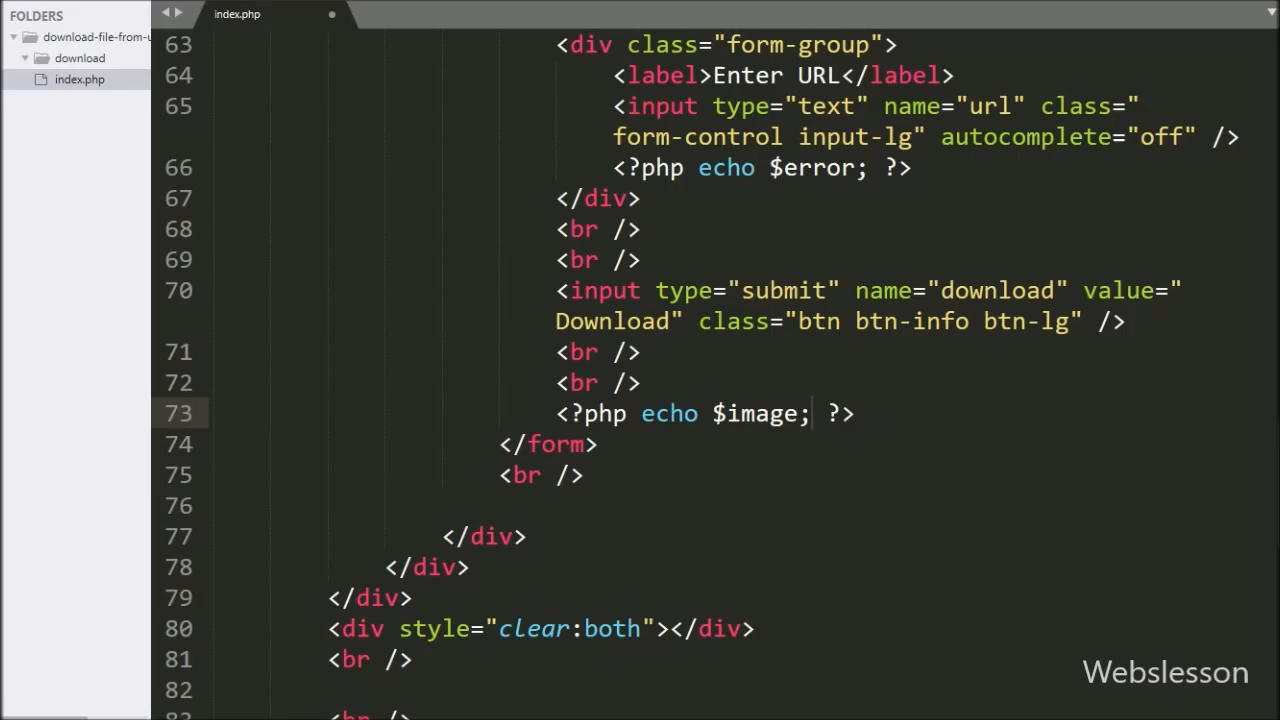 FOLDERS
download-file-from-u
download
index.php
index.php
63 <div class="form-group">
64 <label>Enter URL</label>
65 <input type="text" name="url" class="
form-control input-lg" autocomplete="off" />
66 <?php echo $error; ?>
67 </div>
68 <br />
69 <br />
70 <input type="submit" name="download" value="
Download" class="btn btn-info btn-lg" />
71 <br />
72 <br />
73 <?php echo $image; ?>
74 </form>
75 <br />
76
77 </div>
78 </div>
79 </div>
80 <div style="clear:both"></div>
81 <br />
82
83 <br />
Webslesson